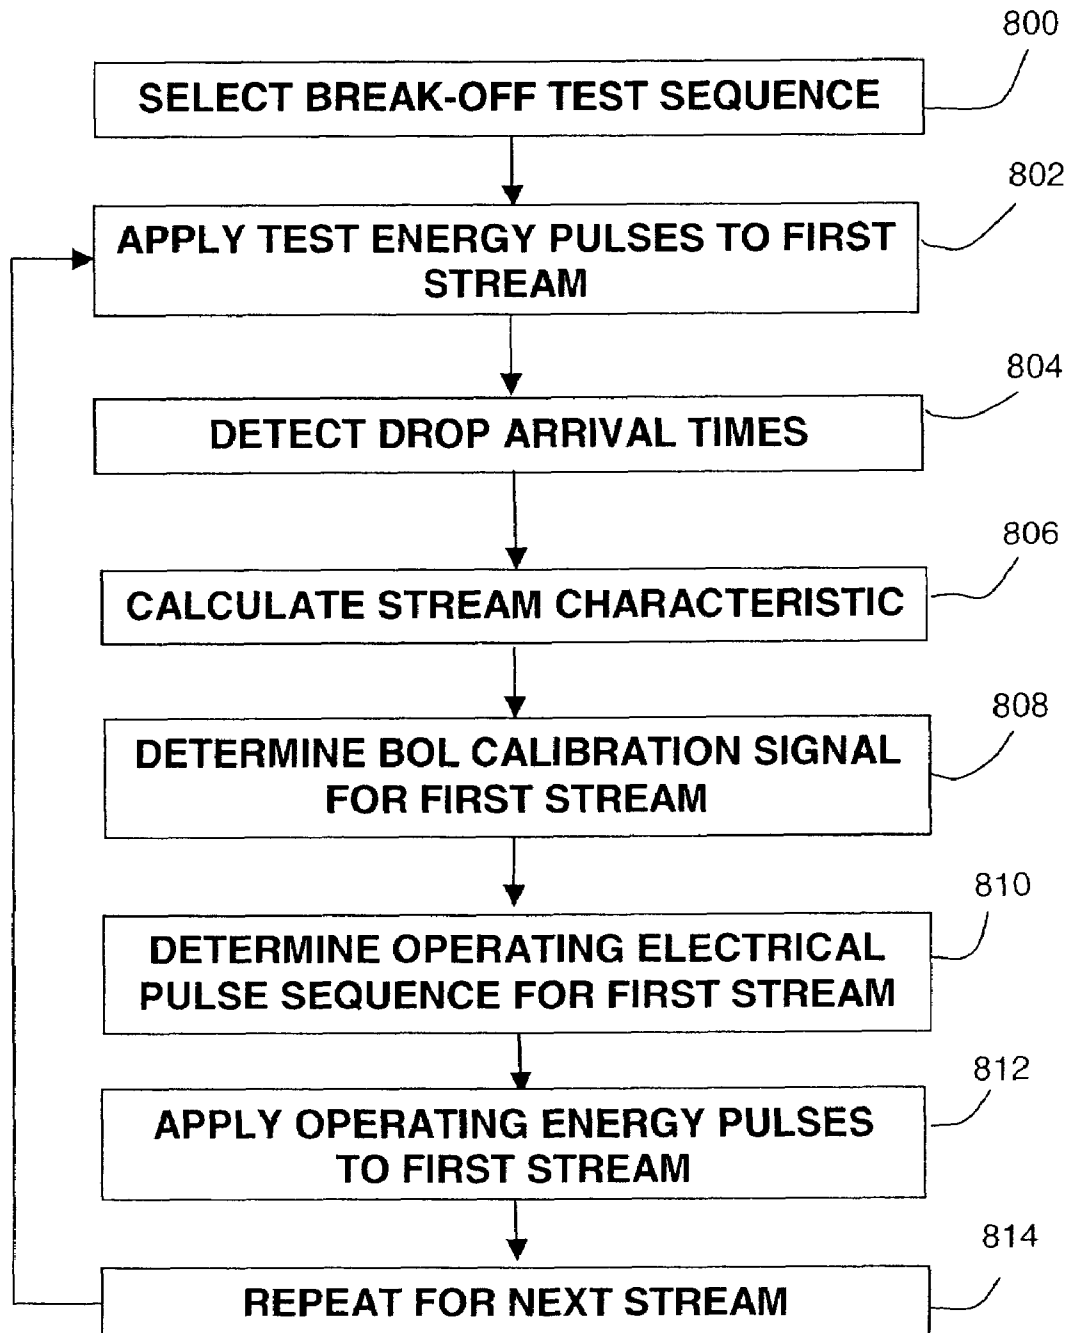 800
SELECT BREAK-OFF TEST SEQUENCE
802
APPLY TEST ENERGY PULSES TO FIRST
STREAM
804
DETECT DROP ARRIVAL TIMES
806
CALCULATE STREAM CHARACTERISTIC
808
DETERMINE BOL CALIBRATION SIGNAL
FOR FIRST STREAM
810
DETERMINE OPERATING ELECTRICAL
PULSE SEQUENCE FOR FIRST STREAM
812
APPLY OPERATING ENERGY PULSES
TO FIRST STREAM
814
REPEAT FOR NEXT STREAM